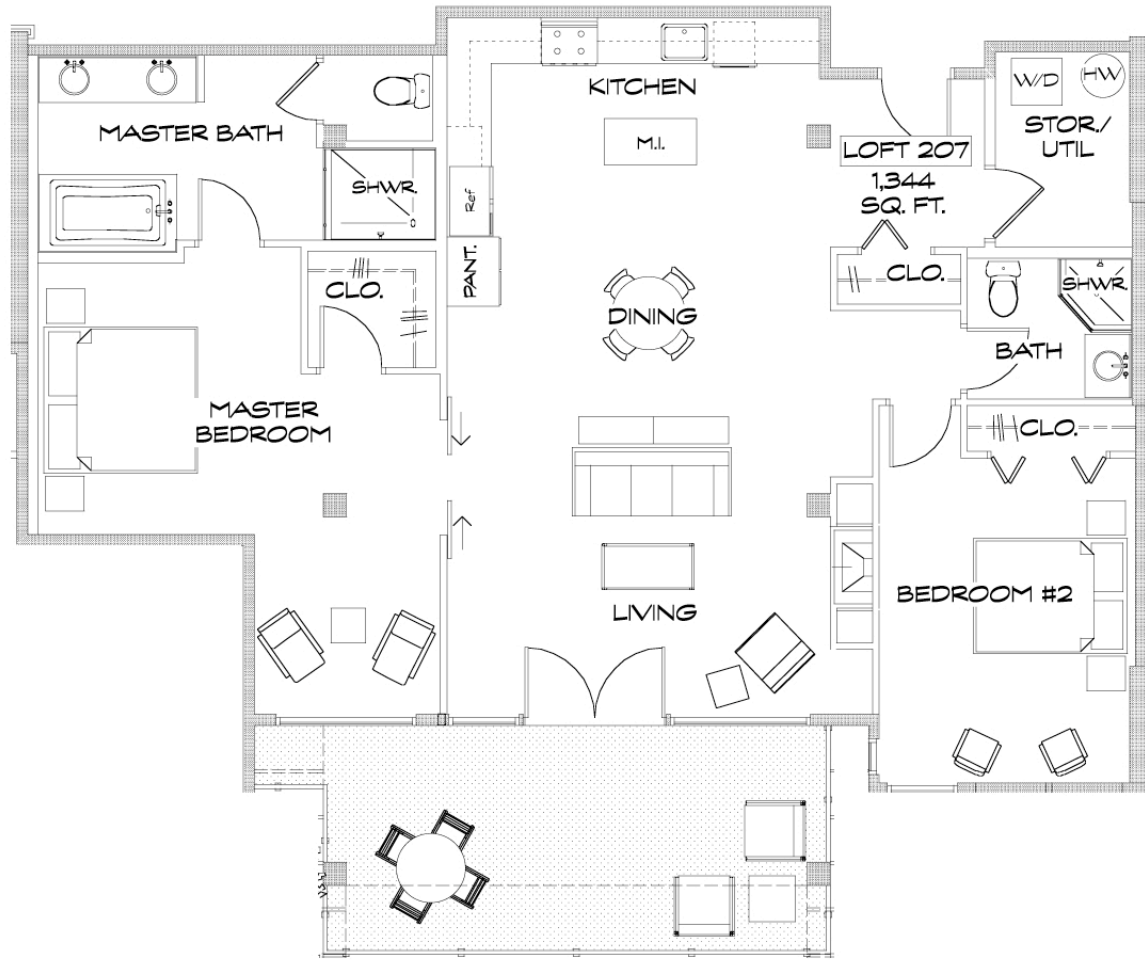 KITCHEN
W/D
HW
MASTER BATH
M.I.
STOR./
UTIL
LOFT 207
1,344
SQ. FT.
SHWR.
Ref
PANT.
CLO.
CLO.
SHWR.
DINING
BATH
MASTER
BEDROOM
CLO.
BEDROOM #2
LIVING